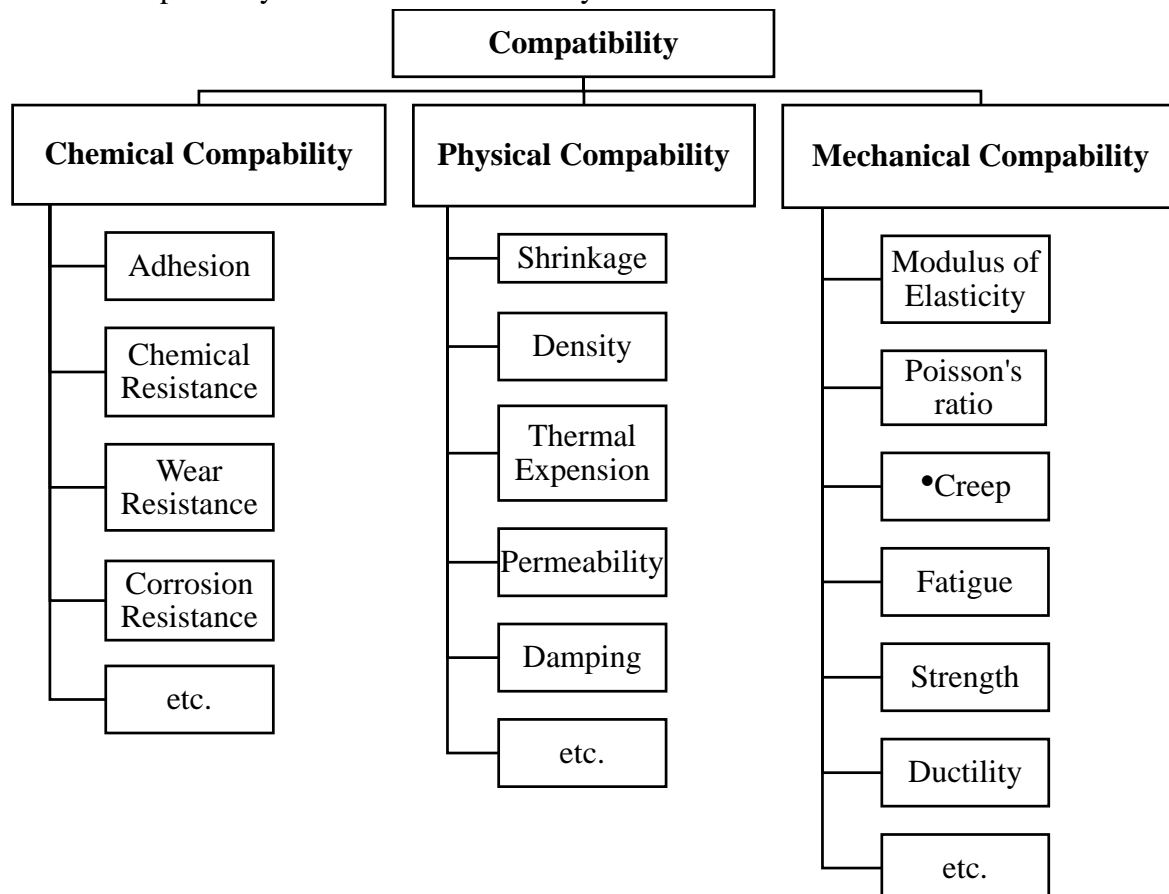 Compatibility
Chemical Compability
Physical Compability
Mechanical Compability
Adhesion
Chemical
Resistance
Wear
Resistance
Corrosion
Resistance
etc.
Shrinkage
Density
Thermal
Expension
Permeability
Damping
etc.
Modulus of
Elasticity
Poisson's
ratio
•Creep
Fatigue
Strength
Ductility
etc.